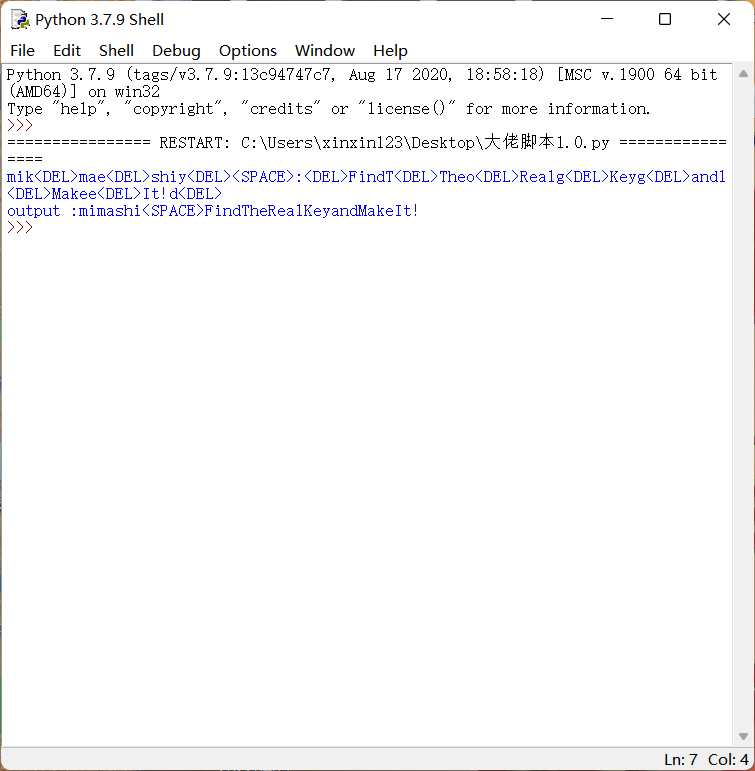 Python 3.7.9 Shell
File Edit Shell Debug Options Window Help
Python 3.7.9 (tags/v3.7.9:13c94747c7, Aug 17 2020, 18:58:18) [MSC v.1900 64 bit
(AMD64)] on win32
Type "help", "copyright", "credits" or "license()" for more information.
>>>
================ RESTART: C:\Users\xinxin123\Desktop\大佬脚本1.0.py ============
====
mik<DEL>mae<DEL>shiy<DEL><SPACE>:<DEL>FindT<DEL>Theo<DEL>Realg<DEL>Keyg<DEL>andl
<DEL>Makee<DEL>It!d<DEL>
output :mimashi<SPACE>FindTheRealKeyandMakeIt!
>>>
Ln: 7 Col: 4